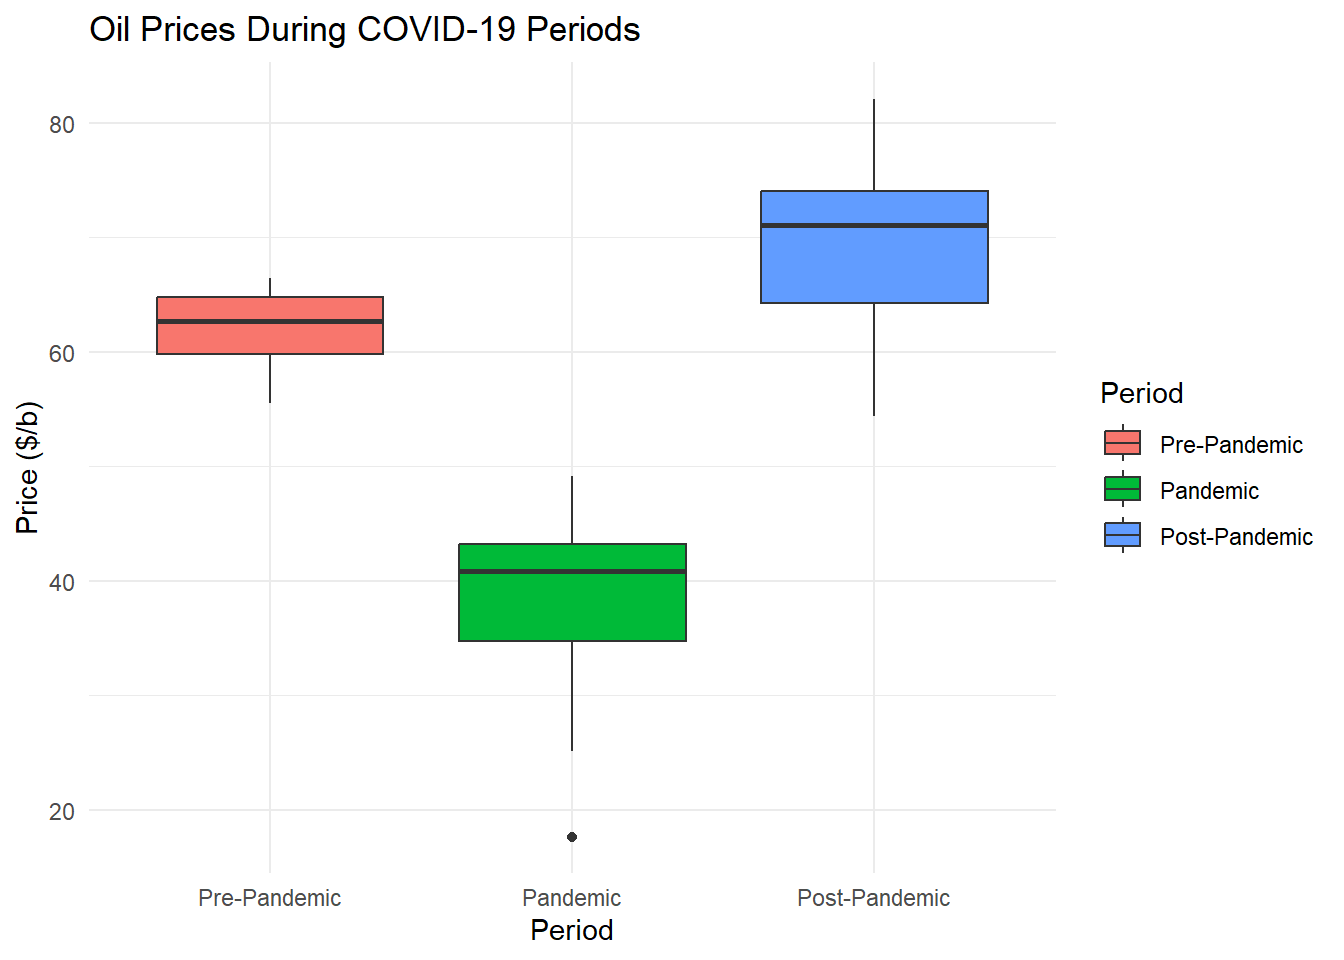 Oil Prices During COVID-19 Periods
Price ($/b)
80
60
40
20
Pre-Pandemic
Pandemic
Post-Pandemic
Period
Period
Pre-Pandemic
Pandemic
Post-Pandemic